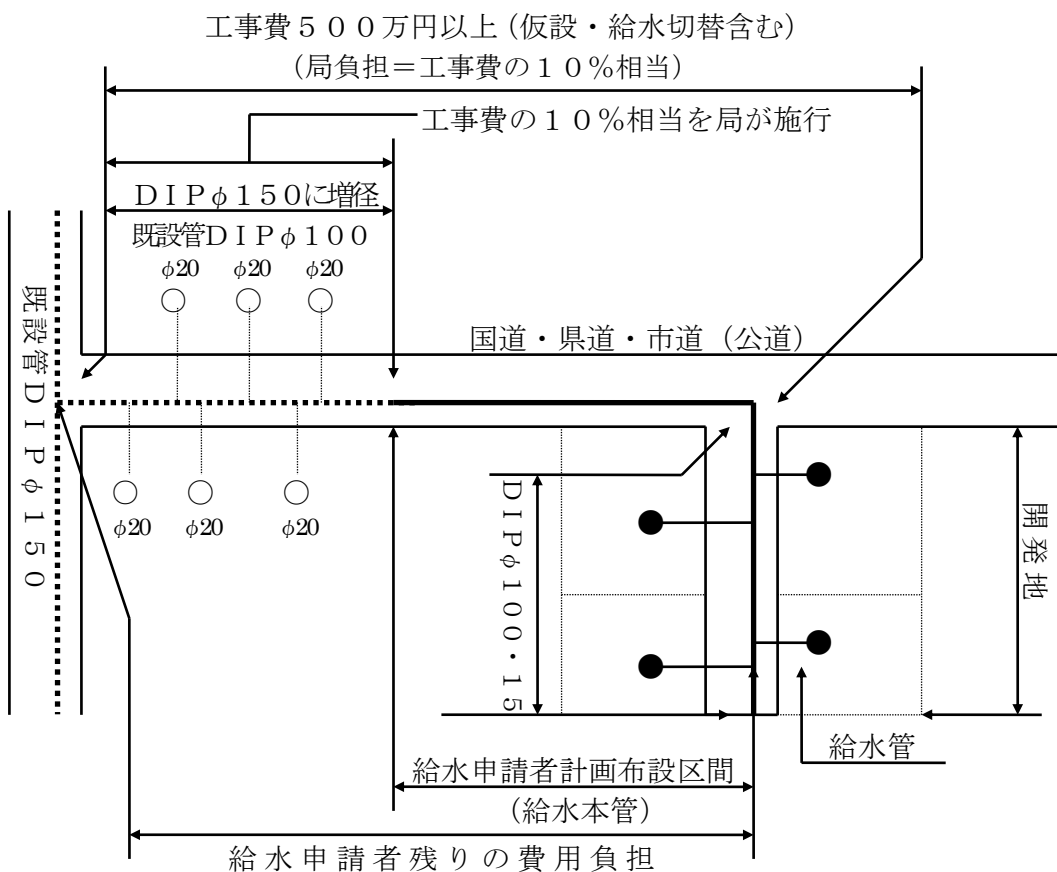 工事費５００万円以上（仮設・給水切替含む）
（局負担＝工事費の１０％相当）
工事費の１０％相当を局が施行
ＤＩＰφ１５０に増径
既設管ＤＩＰφ１００
φ20 φ20 φ20
国道・県道・市道（公道）
既設管ＤＩＰφ１５０
φ20 φ20 φ20
ＤＩＰφ１００・１５
開発地
給水管
給水申請者計画布設区間
（給水本管）
給水申請者残りの費用負担